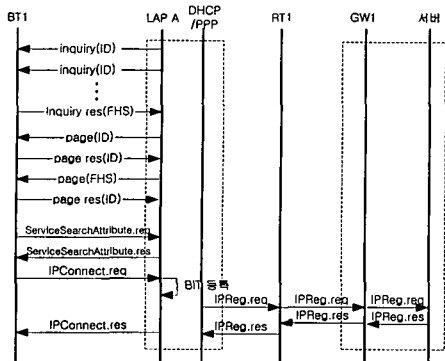 BT1 LAP A DHCP /PPP RT1 GW1 서버
inquiry(ID)
inquiry(ID)
Inquiry res(FHS)
page(ID)
page res(ID)
page(FHS)
page res(ID)
ServiceSearchAttribute.req
ServiceSearchAttribute.res
IPConnect.req
BIT 등록
IPReg.req IPReg.req IPReg.req
IPReg.res IPReg.res IPReg.res
IPConnect.res